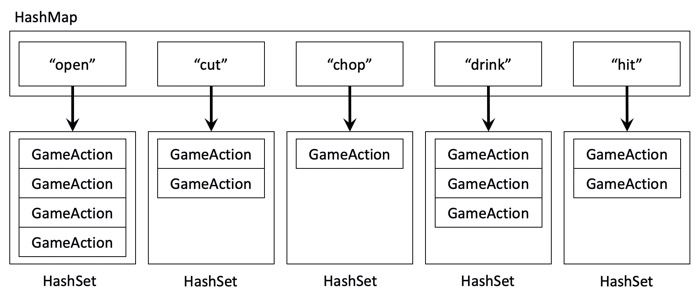 HashMap
“open” “cut” “chop” “drink” “hit”
GameAction GameAction GameAction GameAction GameAction
GameAction GameAction GameAction GameAction
GameAction GameAction
GameAction
HashSet HashSet HashSet HashSet HashSet